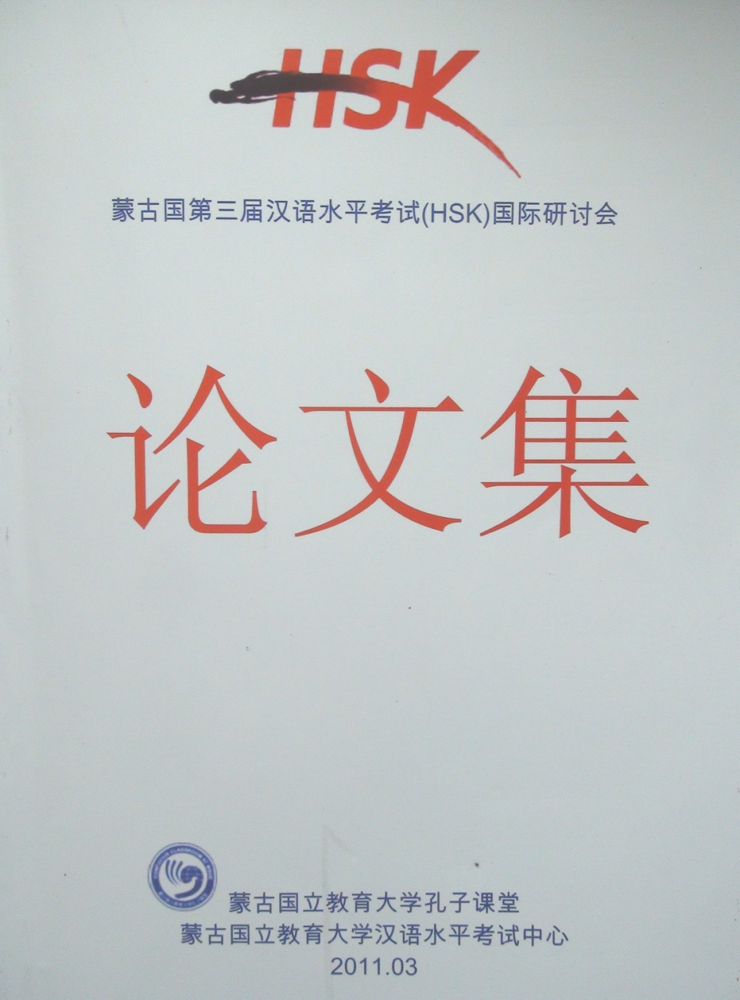 HSK
蒙古国第三届汉语水平考试(HSK)国际研讨会
论文集
蒙古国立教育大学孔子课堂
蒙古国立教育大学汉语水平考试中心
2011.03